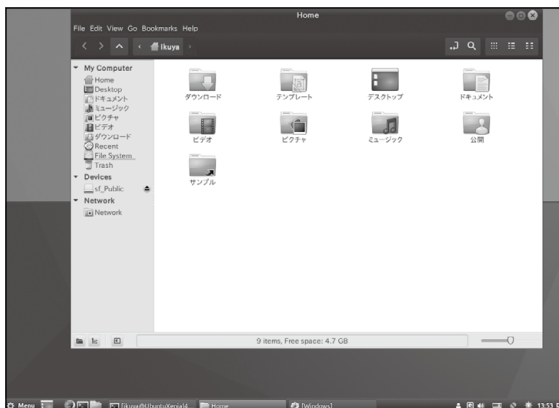 Home
File Edit View Go Bookmarks Help
Ikuya
My Computer
Home
Desktop
ドキュメント
ミュージック
ピクチャ
ビデオ
ダウンロード
Recent
File System
Trash
Devices
sf_Public
Network
Network
ダウンロード
テンプレート
デスクトップ
ドキュメント
ビデオ
ピクチャ
ミュージック
公開
サンプル
9 items, Free space: 4.7 GB
Menu
Home
[Windows]
13:53